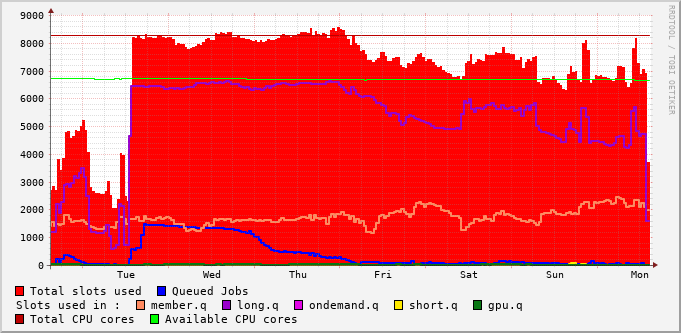 9000
8000
7000
6000
5000
4000
3000
2000
1000
0
Tue Wed Thu Fri Sat Sun Mon
RRDTOOL / TOBI OETIKER
Total slots used Queued Jobs
Slots used in : member.q long.q ondemand.q short.q gpu.q
Total CPU cores Available CPU cores